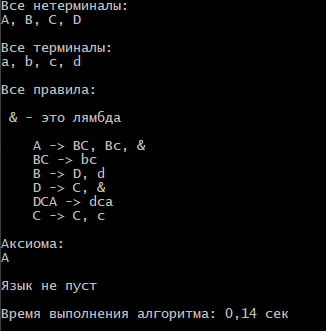 Все нетерминалы:
A, B, C, D
Все терминалы:
a, b, c, d
Все правила:
& - это лямбда
A -> BC, Bc, &
BC -> bc
B -> D, d
D -> C, &
DCA -> dca
C -> C, c
Аксиома:
A
Язык не пуст
Время выполнения алгоритма: 0,14 сек